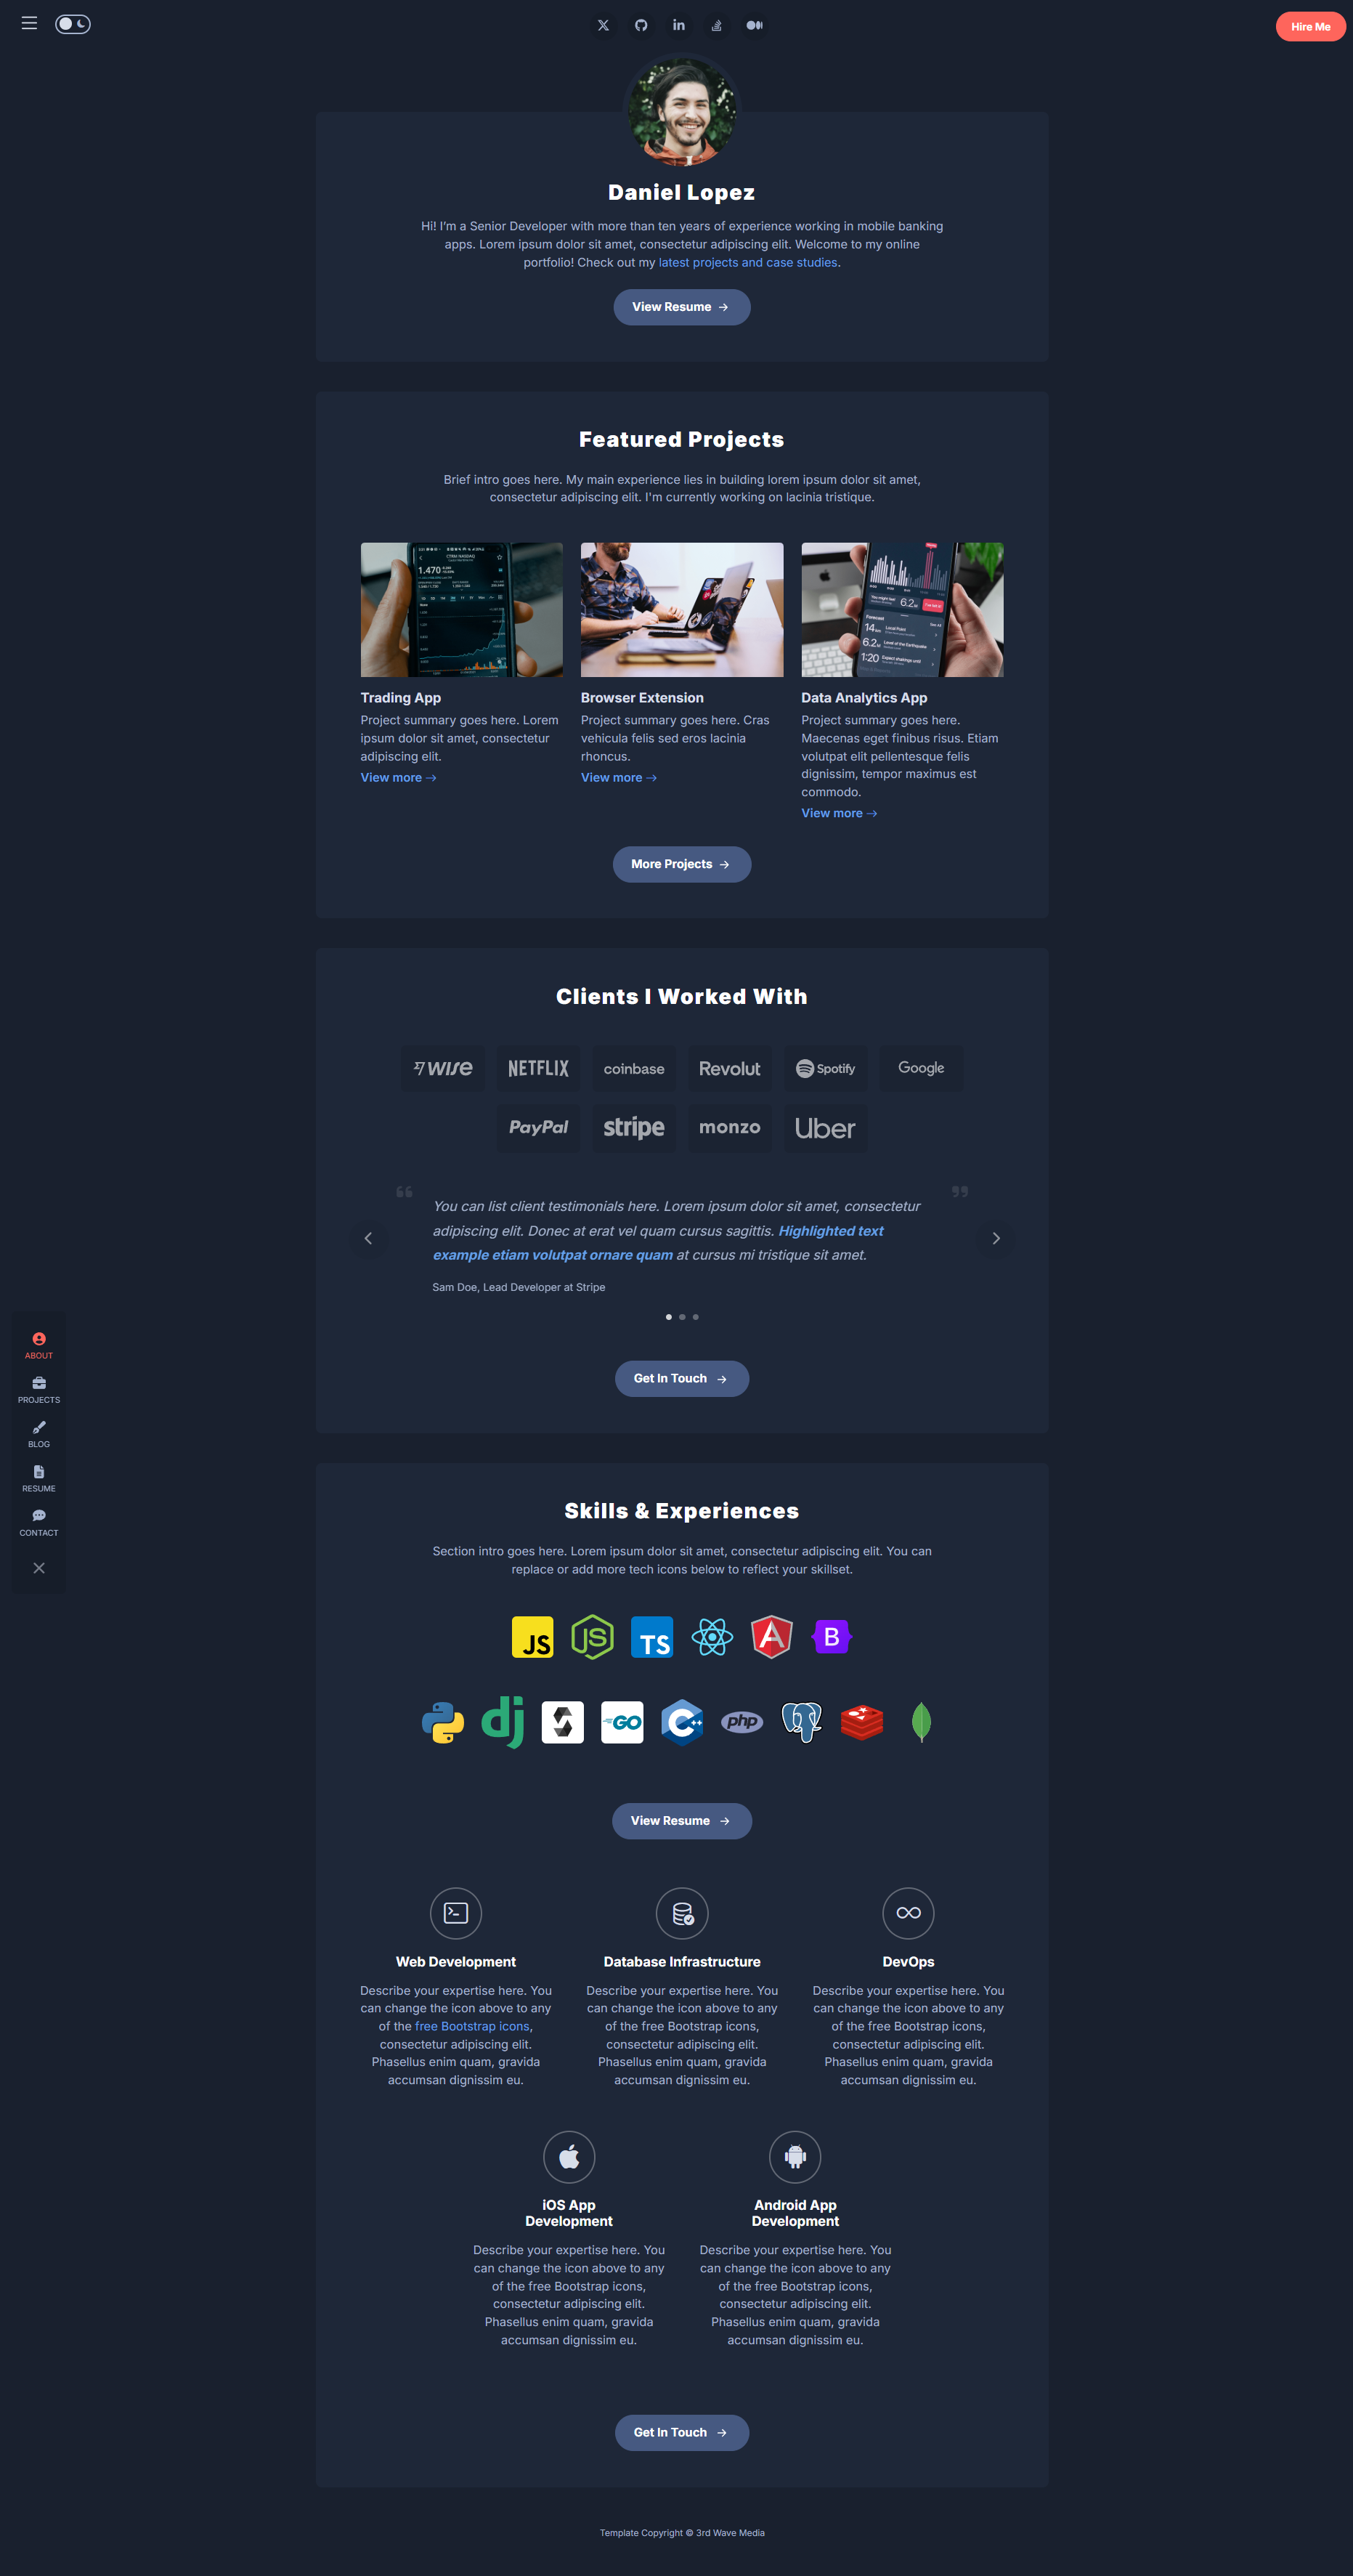 Hire Me
Daniel Lopez
Hi! I'm a Senior Developer with more than ten years of experience working in mobile banking
apps. Lorem ipsum dolor sit amet, consectetur adipiscing elit. Welcome to my online
portfolio! Check out my latest projects and case studies.
View Resume →
Featured Projects
Brief intro goes here. My main experience lies in building lorem ipsum dolor sit amet,
consectetur adipiscing elit. I'm currently working on lacinia tristique.
1.470
6.2
Forecast
14
Local Point
6.2
Level of the Earthquake
1:20
Expect shakings until
Trading App
Project summary goes here. Lorem
ipsum dolor sit amet, consectetur
adipiscing elit.
View more →
Browser Extension
Project summary goes here. Cras
vehicula felis sed eros lacinia
rhoncus.
View more →
Data Analytics App
Project summary goes here.
Maecenas eget finibus risus. Etiam
volutpat elit pellentesque felis
dignissim, tempor maximus est
commodo.
View more →
More Projects →
Clients I Worked With
WISE NETFLIX coinbase Revolut Spotify Google
PayPal stripe monzo Uber
“ ”
You can list client testimonials here. Lorem ipsum dolor sit amet, consectetur
adipiscing elit. Donec at erat vel quam cursus sagittis. Highlighted text
example etiam volutpat ornare quam at cursus mi tristique sit amet.
Sam Doe, Lead Developer at Stripe
Get In Touch →
ABOUT
PROJECTS
BLOG
RESUME
CONTACT
Skills & Experiences
Section intro goes here. Lorem ipsum dolor sit amet, consectetur adipiscing elit. You can
replace or add more tech icons below to reflect your skillset.
JS JS TS A B
dj S GO C++ php
View Resume →
Web Development
Describe your expertise here. You
can change the icon above to any
of the free Bootstrap icons,
consectetur adipiscing elit.
Phasellus enim quam, gravida
accumsan dignissim eu.
Database Infrastructure
Describe your expertise here. You
can change the icon above to any
of the free Bootstrap icons,
consectetur adipiscing elit.
Phasellus enim quam, gravida
accumsan dignissim eu.
DevOps
Describe your expertise here. You
can change the icon above to any
of the free Bootstrap icons,
consectetur adipiscing elit.
Phasellus enim quam, gravida
accumsan dignissim eu.
iOS App
Development
Describe your expertise here. You
can change the icon above to any
of the free Bootstrap icons,
consectetur adipiscing elit.
Phasellus enim quam, gravida
accumsan dignissim eu.
Android App
Development
Describe your expertise here. You
can change the icon above to any
of the free Bootstrap icons,
consectetur adipiscing elit.
Phasellus enim quam, gravida
accumsan dignissim eu.
Get In Touch →
Template Copyright © 3rd Wave Media